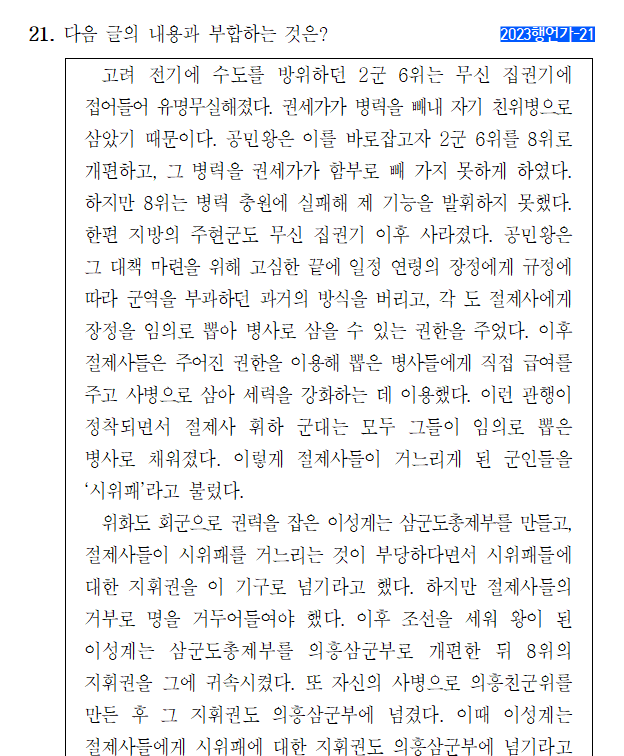 21. 다음 글의 내용과 부합하는 것은?
2023행언가-21
고려 전기에 수도를 방위하던 2군 6위는 무신 집권기에
접어들어 유명무실해졌다. 권세가가 병력을 빼내 자기 친위병으로
삼았기 때문이다. 공민왕은 이를 바로잡고자 2군 6위를 8위로
개편하고, 그 병력을 권세가가 함부로 빼 가지 못하게 하였다.
하지만 8위는 병력 충원에 실패해 제 기능을 발휘하지 못했다.
한편 지방의 주현군도 무신 집권기 이후 사라졌다. 공민왕은
그 대책 마련을 위해 고심한 끝에 일정 연령의 장정에게 규정에
따라 군역을 부과하던 과거의 방식을 버리고, 각 도 절제사에게
장정을 임의로 뽑아 병사로 삼을 수 있는 권한을 주었다. 이후
절제사들은 주어진 권한을 이용해 뽑은 병사들에게 직접 급여를
주고 사병으로 삼아 세력을 강화하는 데 이용했다. 이런 관행이
정착되면서 절제사 휘하 군대는 모두 그들이 임의로 뽑은
병사로 채워졌다. 이렇게 절제사들이 거느리게 된 군인들을
‘시위패’라고 불렀다.
위화도 회군으로 권력을 잡은 이성계는 삼군도총제부를 만들고,
절제사들이 시위패를 거느리는 것이 부당하다면서 시위패들에
대한 지휘권을 이 기구로 넘기라고 했다. 하지만 절제사들의
거부로 명을 거두어들여야 했다. 이후 조선을 세워 왕이 된
이성계는 삼군도총제부를 의흥삼군부로 개편한 뒤 8위의
지휘권을 그에 귀속시켰다. 또 자신의 사병으로 의흥친군위를
만든 후 그 지휘권도 의흥삼군부에 넘겼다. 이때 이성계는
절제사들에게 시위패에 대한 지휘권도 의흥삼군부에 넘기라고